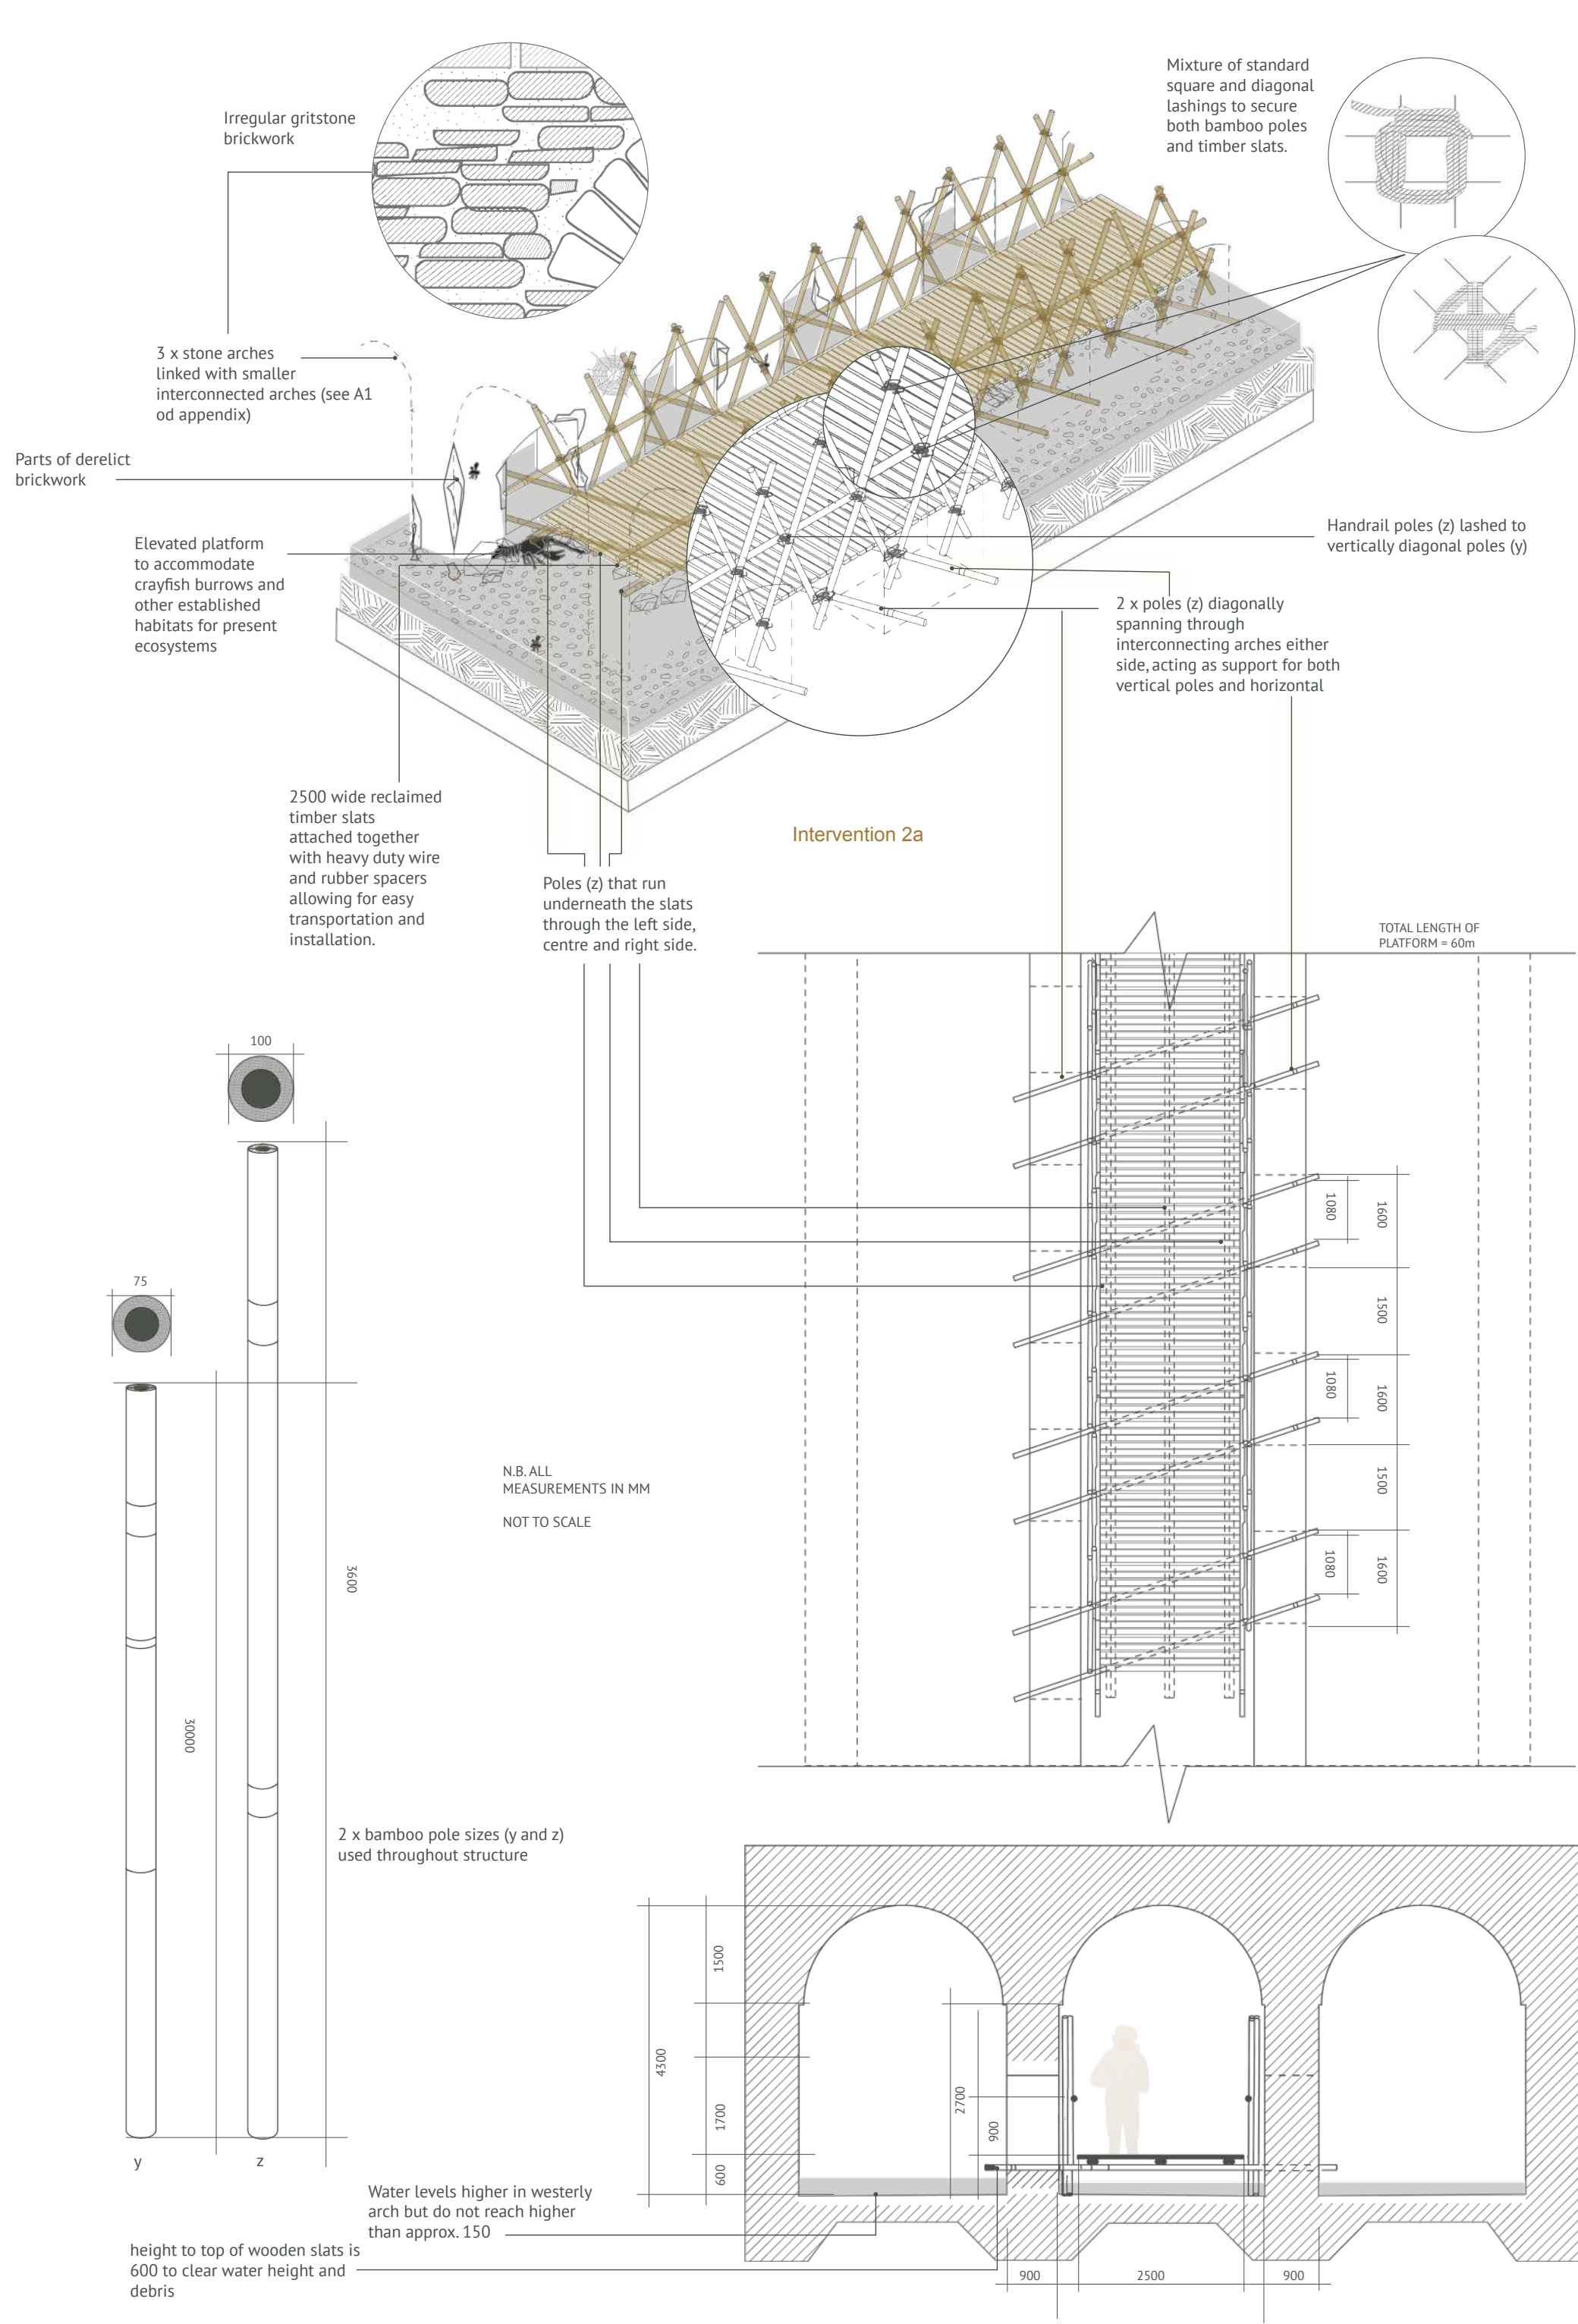 Mixture of standard
square and diagonal
lashings to secure
both bamboo poles
and timber slats.
Irregular gritstone
brickwork
3 x stone arches
linked with smaller
interconnected arches (see A1
od appendix)
Parts of derelict
brickwork
Elevated platform
to accommodate
crayfish burrows and
other established
habitats for present
ecosystems
Handrail poles (z) lashed to
vertically diagonal poles (y)
2 x poles (z) diagonally
spanning through
interconnecting arches either
side, acting as support for both
vertical poles and horizontal
2500 wide reclaimed
timber slats
attached together
with heavy duty wire
and rubber spacers
allowing for easy
transportation and
installation.
Intervention 2a
Poles (z) that run
underneath the slats
through the left side,
centre and right side.
TOTAL LENGTH OF
PLATFORM = 60m
100
75
1080
1600
1500
1080
1600
1500
1080
1600
N.B. ALL
MEASUREMENTS IN MM
NOT TO SCALE
3600
30000
2 x bamboo pole sizes (y and z)
used throughout structure
y
z
1500
4300
1700
600
2700
900
Water levels higher in westerly
arch but do not reach higher
than approx. 150
height to top of wooden slats is
600 to clear water height and
debris
900
2500
900